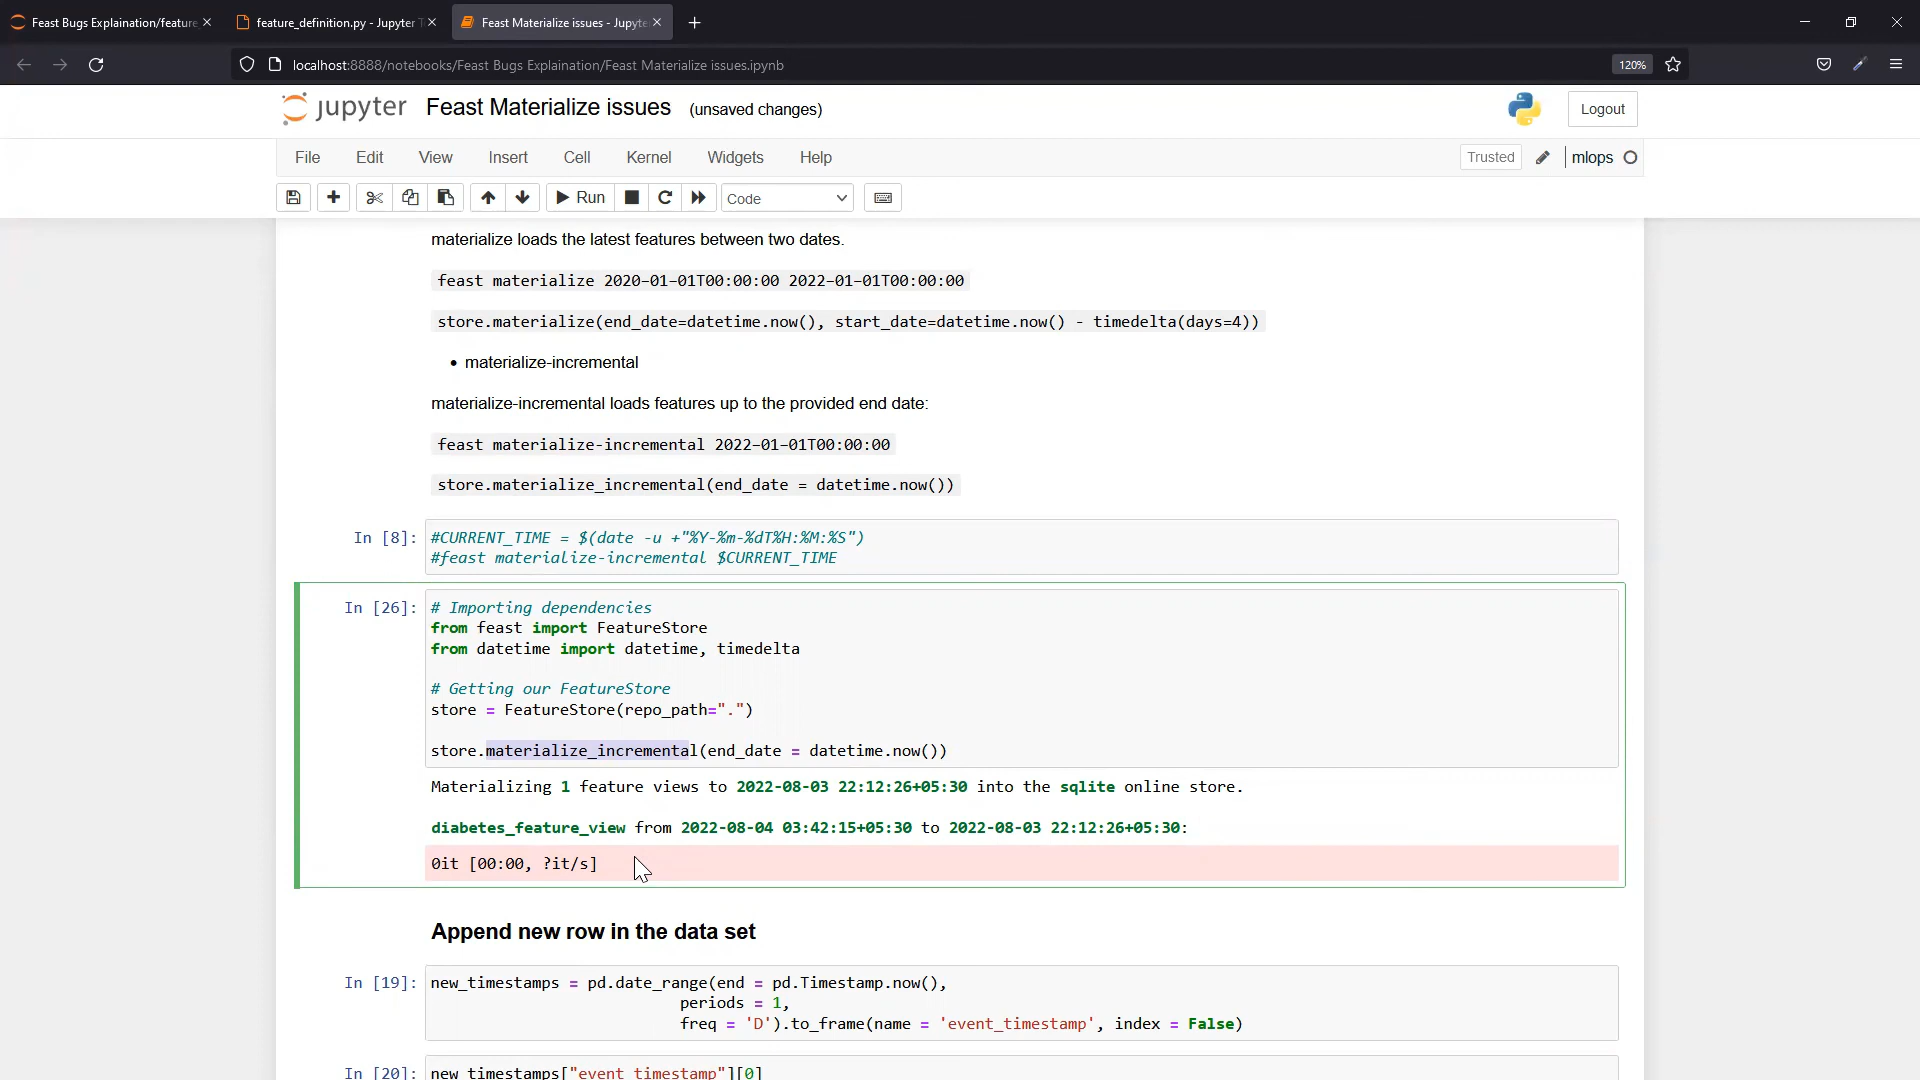 Feast Bugs Explaination/feature
feature_definition.py - Jupyter T
Feast Materialize issues - Jupyte
localhost:8888/notebooks/Feast Bugs Explaination/Feast Materialize issues.ipynb
120%
jupyter
Feast Materialize issues
(unsaved changes)
Logout
File
Edit
View
Insert
Cell
Kernel
Widgets
Help
Trusted
mlops
Run
Code
materialize loads the latest features between two dates.
feast materialize 2020-01-01T00:00:00 2022-01-01T00:00:00
store.materialize(end_date=datetime.now(), start_date=datetime.now() - timedelta(days=4))
• materialize-incremental
materialize-incremental loads features up to the provided end date:
feast materialize-incremental 2022-01-01T00:00:00
store.materialize_incremental(end_date = datetime.now())
In [8]:
#CURRENT_TIME = $(date -u +"%Y-%m-%dT%H:%M:%S")
#feast materialize-incremental $CURRENT_TIME
In [26]:
# Importing dependencies
from feast import FeatureStore
from datetime import datetime, timedelta
# Getting our FeatureStore
store = FeatureStore(repo_path=".")
store.materialize_incremental(end_date = datetime.now())
Materializing 1 feature views to 2022-08-03 22:12:26+05:30 into the sqlite online store.
diabetes_feature_view from 2022-08-04 03:42:15+05:30 to 2022-08-03 22:12:26+05:30:
0it [00:00, ?it/s]
Append new row in the data set
In [19]:
new_timestamps = pd.date_range(end = pd.Timestamp.now(),
periods = 1,
freq = 'D').to_frame(name = 'event_timestamp', index = False)
In [20]:
new_timestamps["event_timestamp"][0]